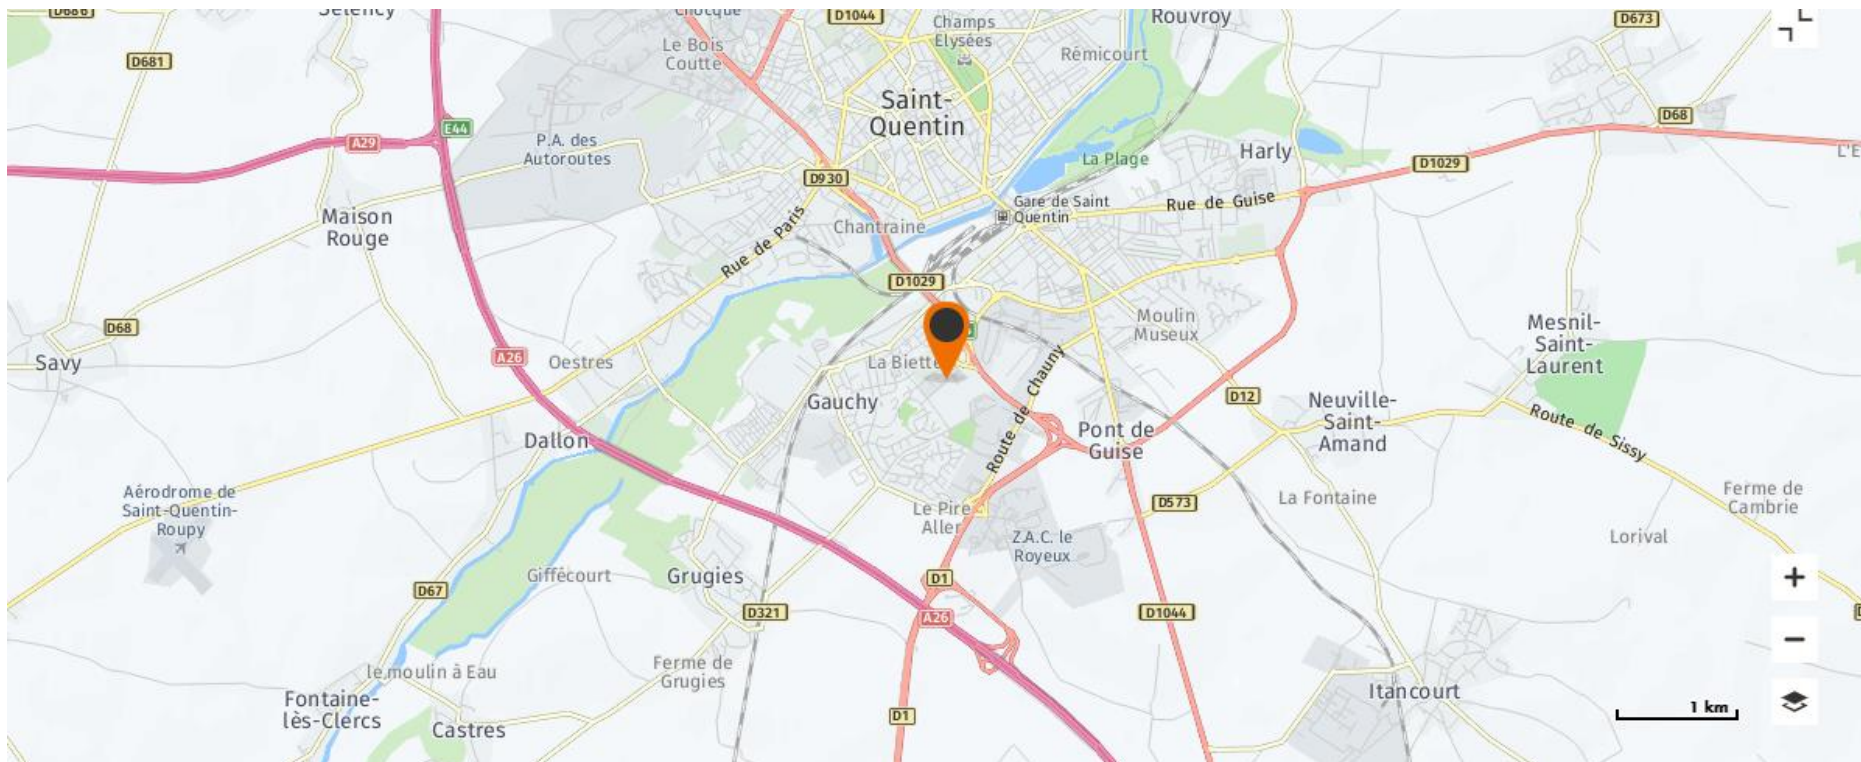 D686
Selency
D1044
Champs
Elysées
Rouvroy
D673
Le Bois
Coutte
Rémicourt
D681
Saint-
Quentin
D68
E44
A29
P.A. des
Autoroutes
La Plage
Harly
D1029
L'E
D930
Gare de Saint
Quentin
Rue de Guise
Maison
Rouge
Chantraine
Rue de Paris
D1029
D68
Moulin
Museux
Mesnil-
Saint-
Laurent
Savy
A26
Oestres
La Biette
Route de Chauny
Gauchy
D12
Neuville-
Saint-
Amand
Route de Sissy
Dallon
Pont de
Guise
Aérodrome de
Saint-Quentin-
Roupy
La Fontaine
Ferme de
Cambrie
D573
Le Pire
Aller
Z.A.C. le
Royeux
Lorival
Giffécourt
Grugies
D1
D67
D321
A26
D1044
le moulin à Eau
Ferme de
Grugies
Fontaine-
lès-Clercs
Castres
Itancourt
D1
1 km